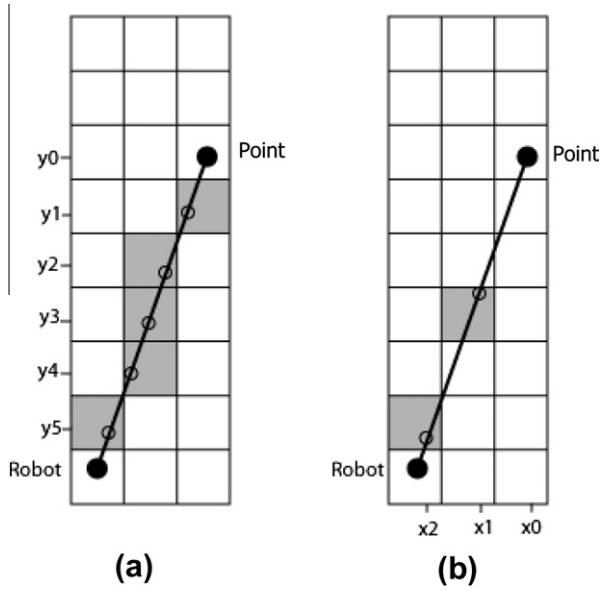 y0
Point
y1
y2
y3
y4
y5
Robot
(a)
Point
Robot
x2 x1 x0
(b)